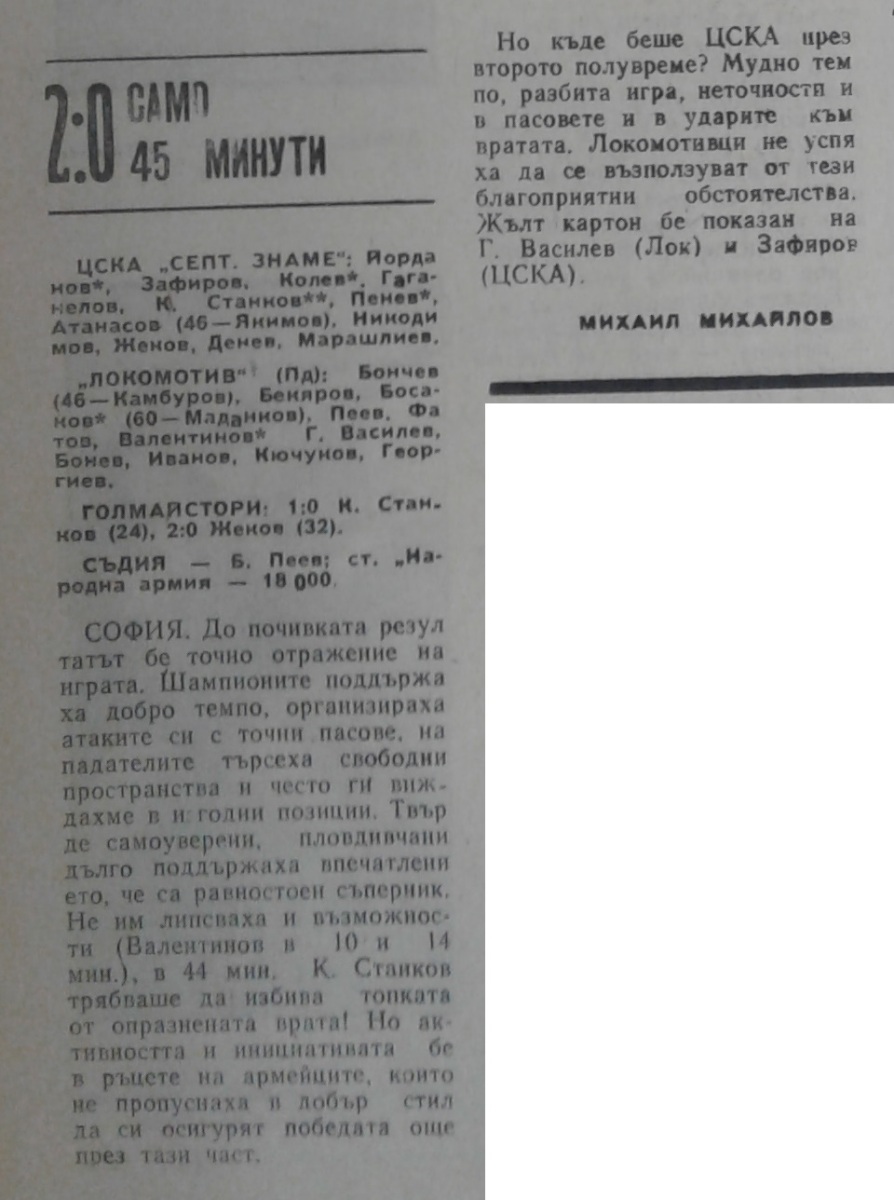 2:0 САМО
45 МИНУТИ
ЦСКА „СЕПТ. ЗНАМЕ": Йорда
нов*, Зафиров, Колев*, Гага-
нелов, К. Станков**, Пенев*,
Атанасов (46—Якимов), Никоди
мов, Жеков, Денев, Марашлиев.
„ЛОКОМОТИВ" (Пд): Бончев
(46—Камбуров), Бекяров, Боса-
ков* (60—Маданков), Пеев, Фа
тов, Валентинов* Г. Василев,
Бонев, Иванов, Кючуков, Геор-
гиев.
ГОЛМАЙСТОРИ: 1:0 К. Стан-
ков (24), 2:0 Жеков (32).
СЪДИЯ — Б. Пеев; ст. „На-
родна армия — 18 000.
СОФИЯ. До почивката резул
татът бе точно отражение на
играта. Шампионите поддържа
ха добро темпо, организираха
атаките си с точни пасове, на
падателите търсеха свободни
пространства и често ги виж-
дахме в и годни позиции. Твър
де самоуверени, пловдивчани
дълго поддържаха впечатлени
ето, че са равностоен съперник.
Не им липсваха и възможнос-
ти (Валентинов в 10 и 14
мин.), в 44 мин. К. Станков
трябваше да избива топката
от опразнената врата! Но ак-
тивността и инициативата бе
в ръцете на армейците, които
не пропуснаха в добър стил
да си осигурят победата още
през тази част.
Но къде беше ЦСКА през
второто полувреме? Мудно тем
по, разбита игра, неточности и
в пасовете и в ударите към
вратата. Локомотивци не успя
ха да се възползуват от тези
благоприятни обстоятелства.
Жълт картон бе показан на
Г. Василев (Лок) и Зафиров
(ЦСКА).
МИХАИЛ МИХАЙЛОВ